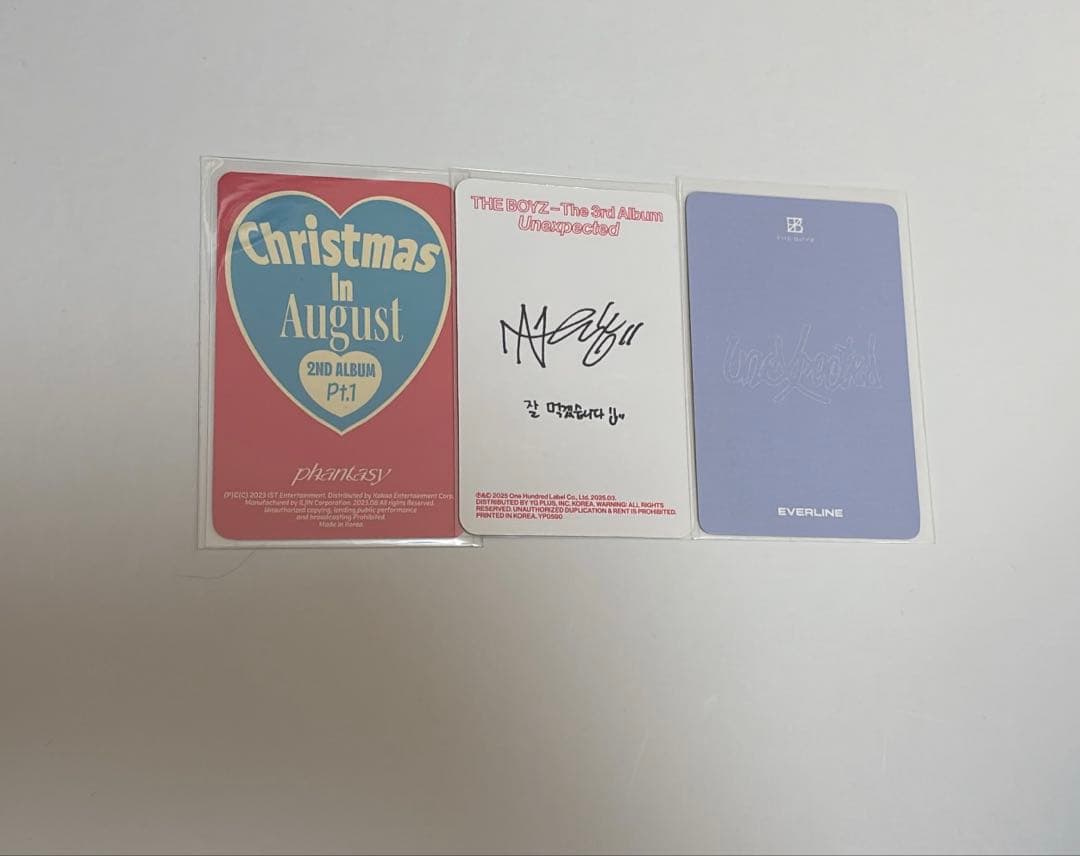 Christmas
In
August
2ND ALBUM
Pt.1
phantasy
(P)©(C) 2023 IST Entertainment. Distributed by Kakao Entertainment Corp.
Manufactured by ILJIN Corporation. 2023.08 All rights Reserved.
Unauthorized copying, lending,public performance
and broadcasting Prohibited.
Made in Korea.
THE BOYZ – The 3rd Album
Unexpected
잘 먹겠습니다
℗&© 2025 One Hundred Label Co., Ltd. 2025.03.
DISTRIBUTED BY YG PLUS, INC. KOREA. WARNING: ALL RIGHTS
RESERVED. UNAUTHORIZED DUPLICATION & RENT IS PROHIBITED.
PRINTED IN KOREA. YP0590
THE BOYZ
Unexpected
EVERLINE